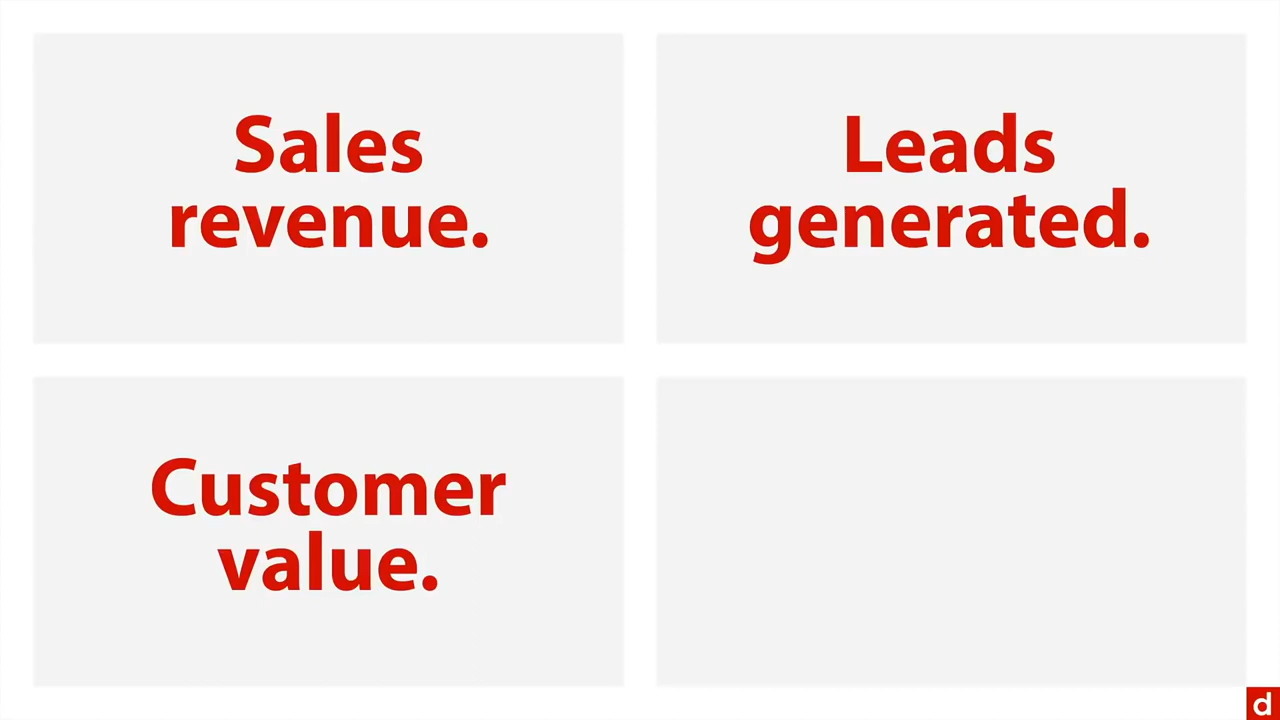 Sales
revenue.
Leads
generated.
Customer
value.
d